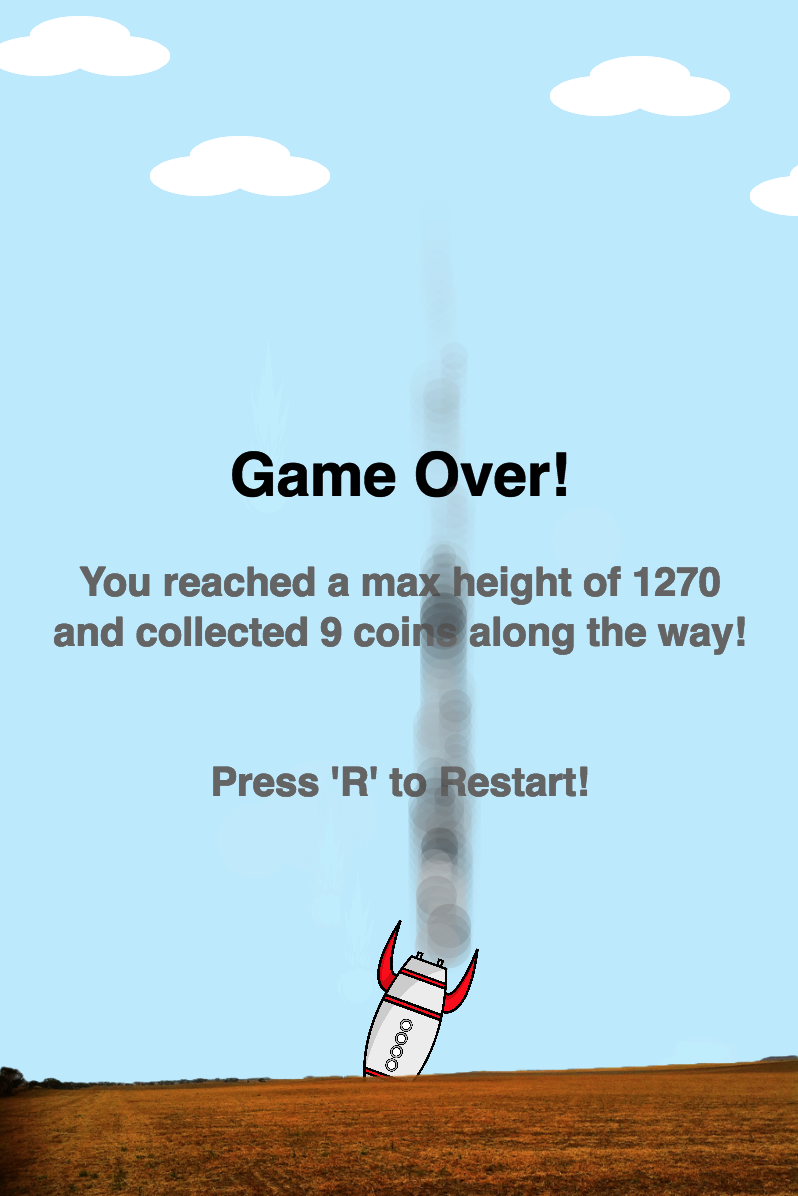 Game Over!
You reached a max height of 1270
and collected 9 coins along the way!
Press 'R' to Restart!